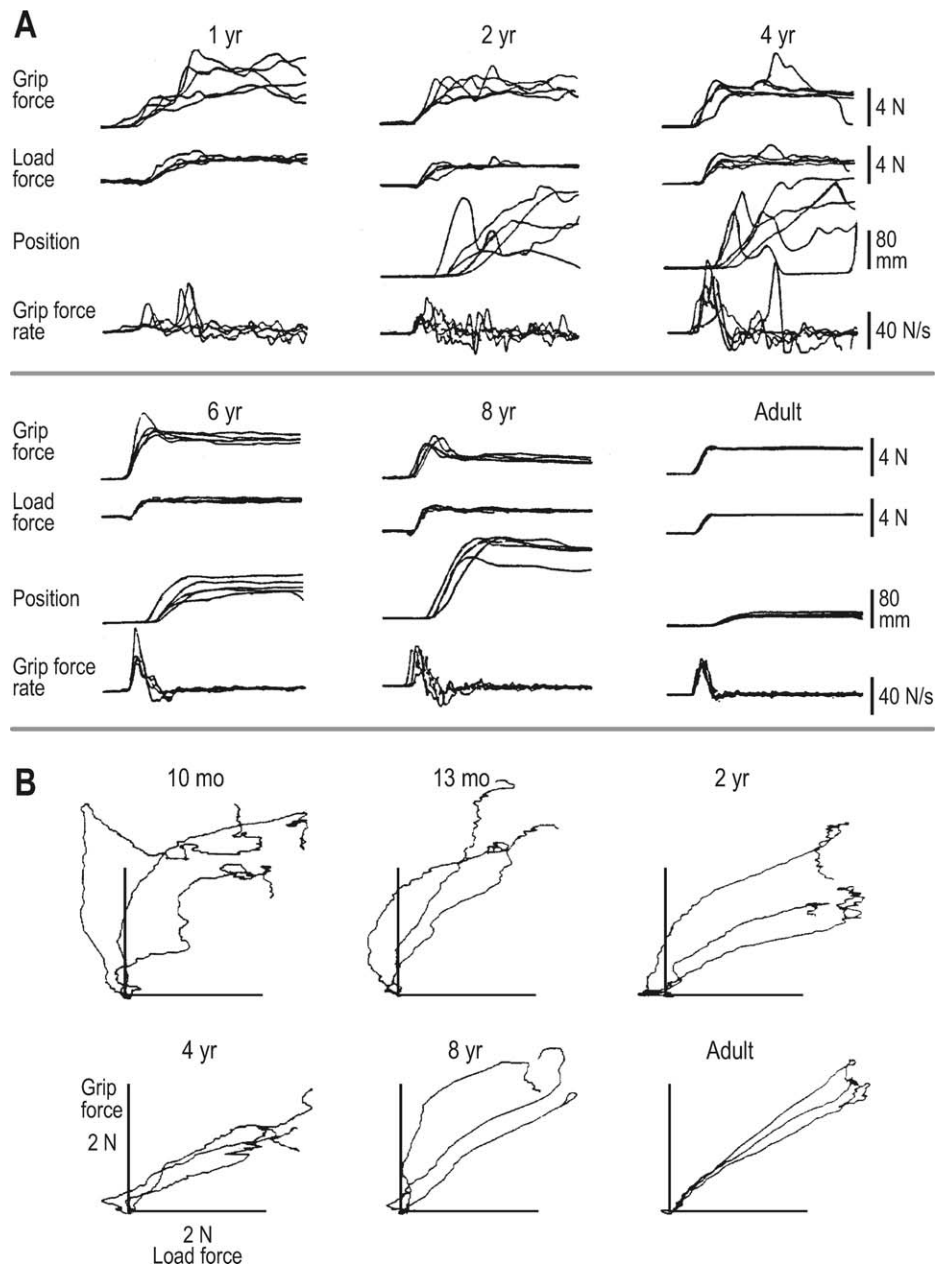 A
1 yr
2 yr
4 yr
Grip
force
4 N
Load
force
4 N
Position
80
mm
Grip force
rate
40 N/s
6 yr
8 yr
Adult
Grip
force
4 N
Load
force
4 N
Position
80
mm
Grip force
rate
40 N/s
B
10 mo
13 mo
2 yr
4 yr
8 yr
Adult
Grip
force
2 N
2 N
Load force